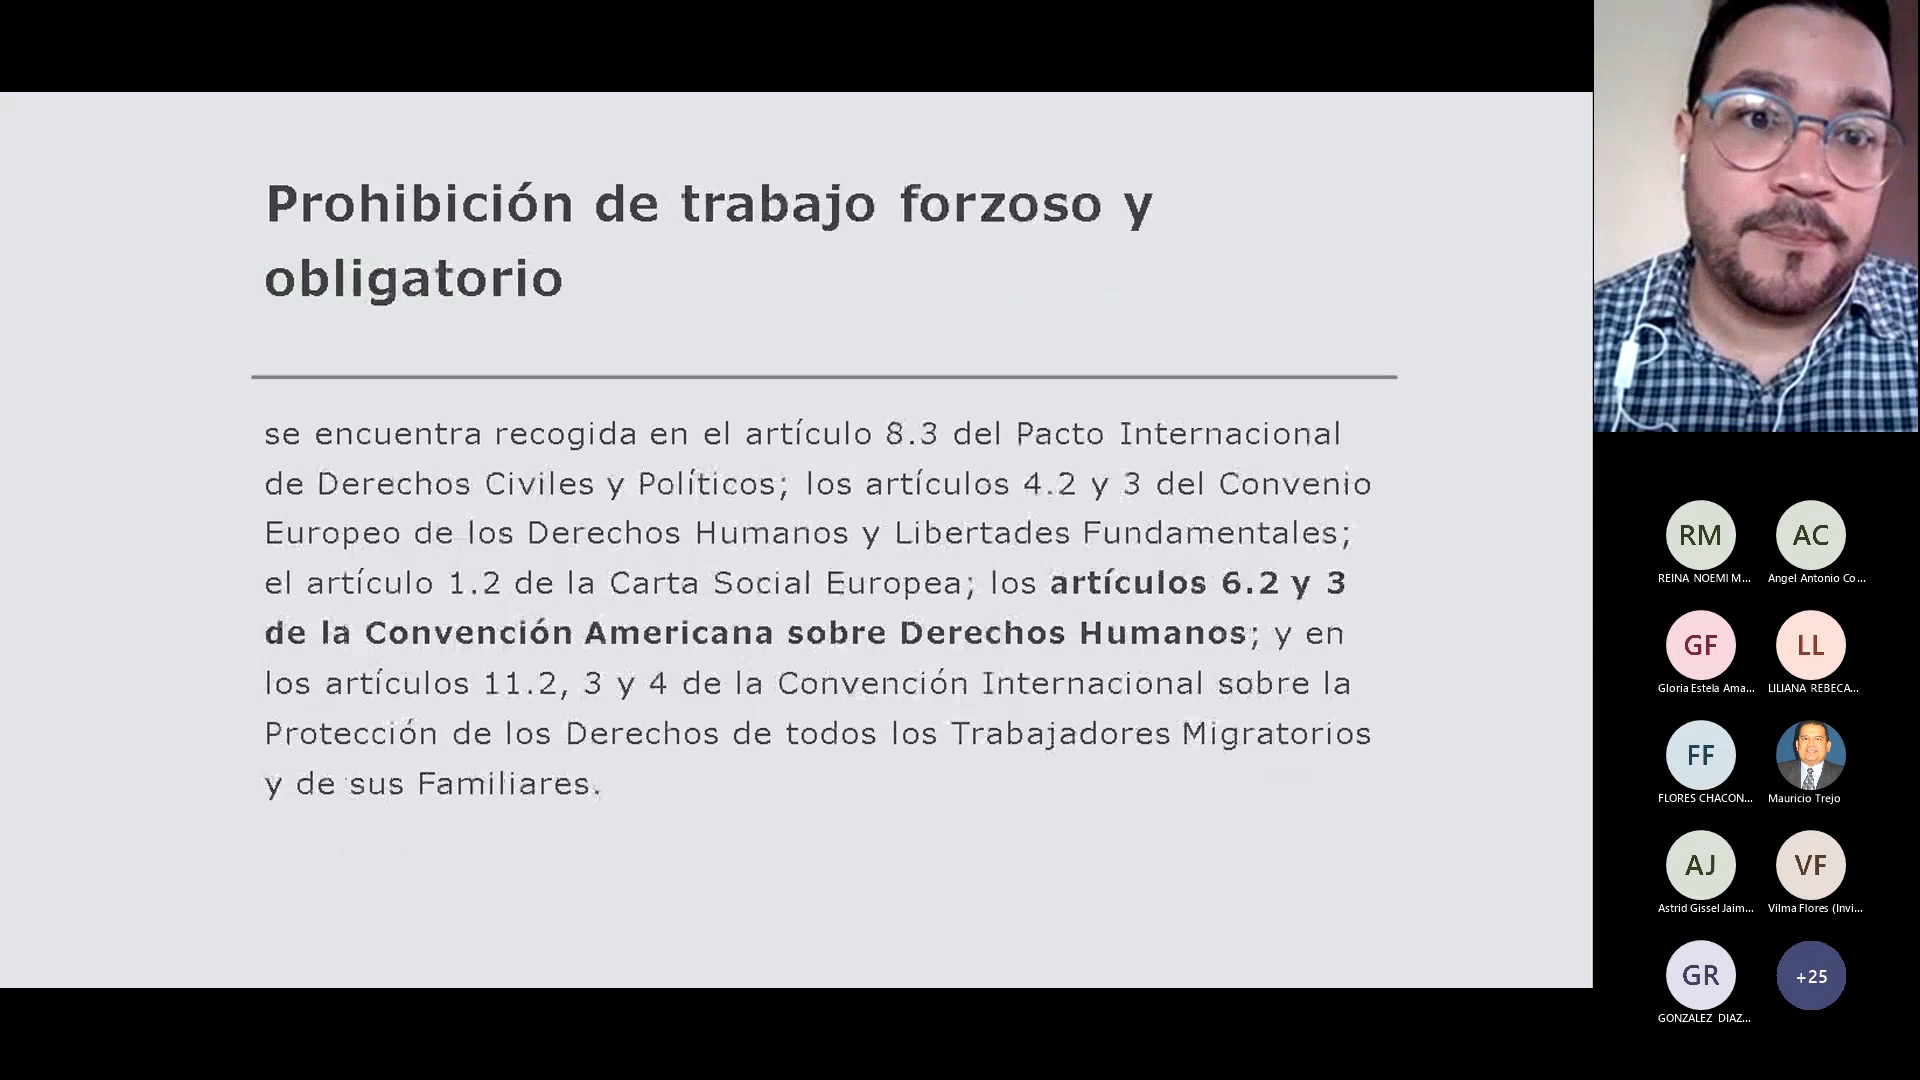 Prohibición de trabajo forzoso y
obligatorio
se encuentra recogida en el artículo 8.3 del Pacto Internacional
de Derechos Civiles y Políticos; los artículos 4.2 y 3 del Convenio
Europeo de los Derechos Humanos y Libertades Fundamentales;
el artículo 1.2 de la Carta Social Europea; los artículos 6.2 y 3
de la Convención Americana sobre Derechos Humanos; y en
los artículos 11.2, 3 y 4 de la Convención Internacional sobre la
Protección de los Derechos de todos los Trabajadores Migratorios
y de sus Familiares.
RM
AC
REINA NOEMI M...
Angel Antonio Co...
GF
LL
Gloria Estela Ama...
LILIANA REBECA...
FF
FLORES CHACON...
Mauricio Trejo
AJ
VF
Astrid Gissel Jaim...
Vilma Flores (Invi...
GR
+25
GONZALEZ DIAZ...